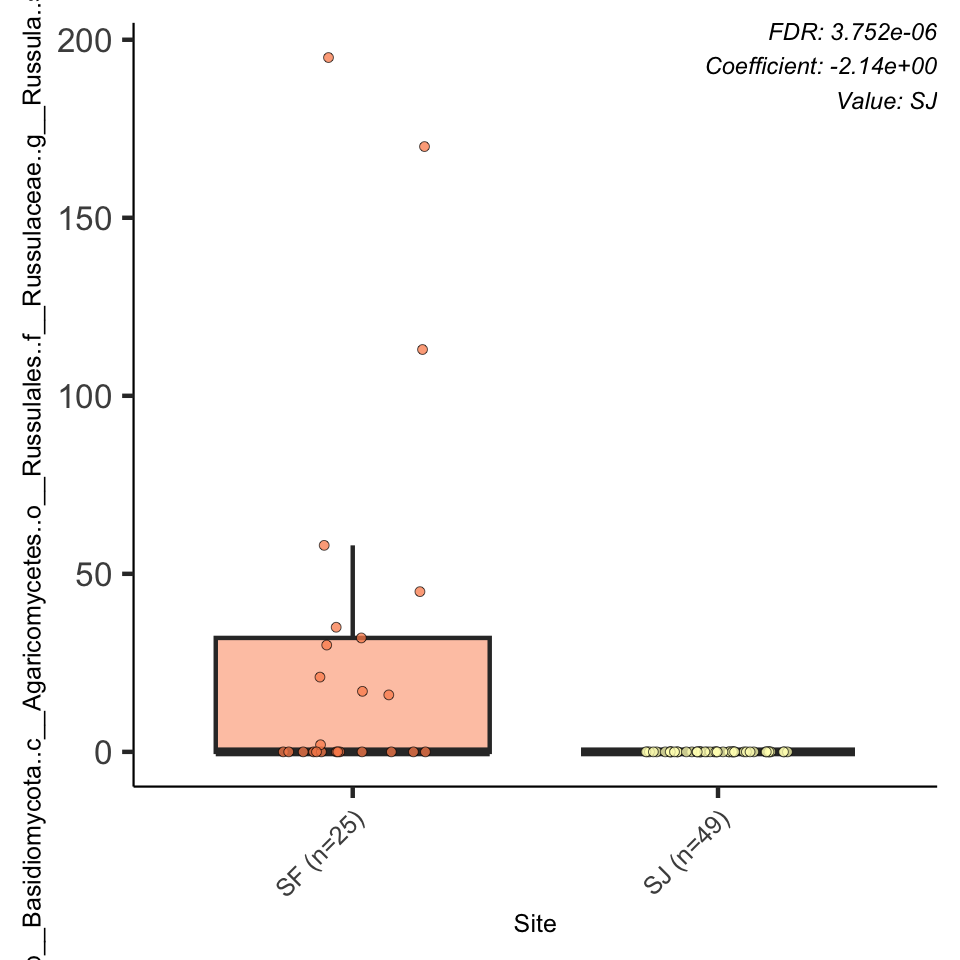 FDR: 3.752e-06
Coefficient: -2.14e+00
Value: SJ
__Basidiomycota..c__Agaricomycetes..o__Russulales..f__Russulaceae..g__Russula..
200
150
100
50
0
SF (n=25)
SJ (n=49)
Site